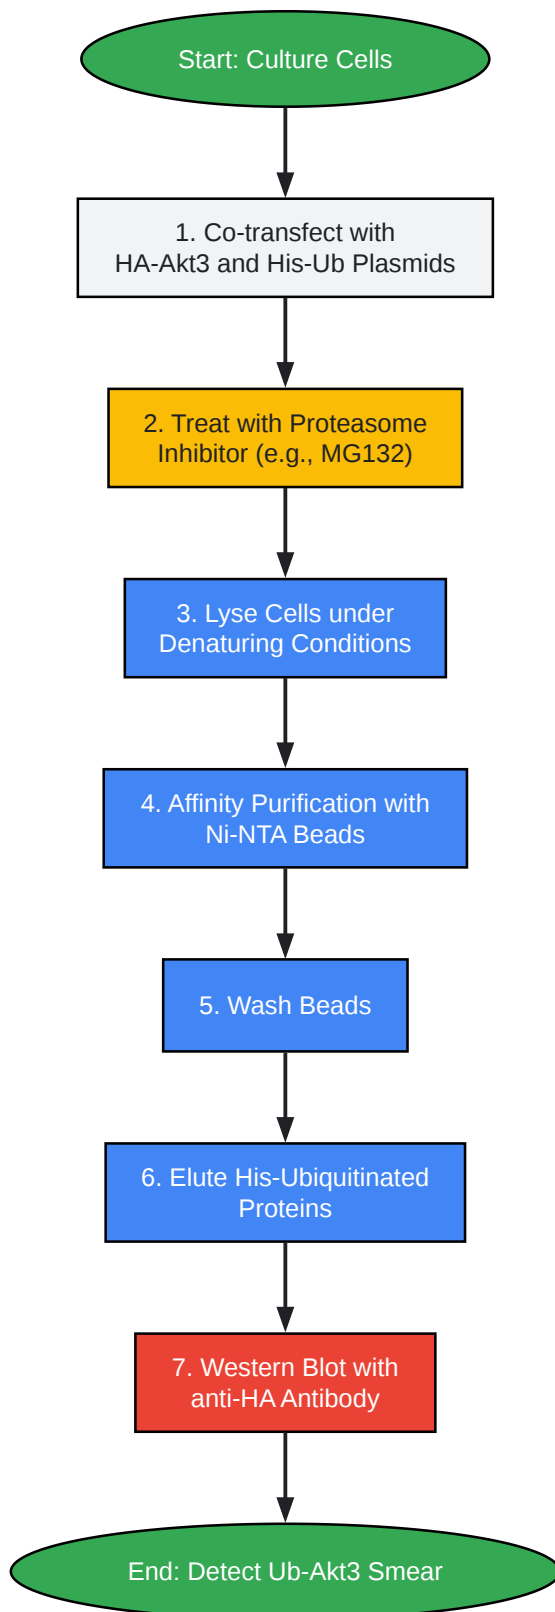 Start: Culture Cells
1. Co-transfect with
HA-Akt3 and His-Ub Plasmids
2. Treat with Proteasome
Inhibitor (e.g., MG132)
3. Lyse Cells under
Denaturing Conditions
4. Affinity Purification with
Ni-NTA Beads
5. Wash Beads
6. Elute His-Ubiquitinated
Proteins
7. Western Blot with
anti-HA Antibody
End: Detect Ub-Akt3 Smear